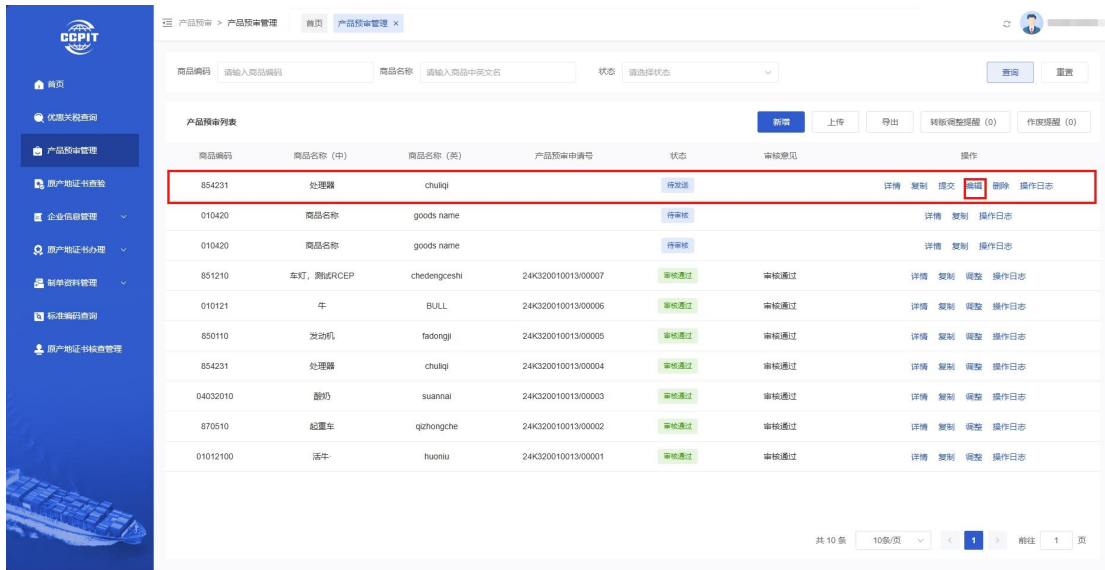 CCPIT
首页
优惠关税查询
产品预审管理
原产地证书查验
企业信息管理
原产地证书办理
制单资料管理
标准编码查询
原产地证书核查管理
产品预审 > 产品预审管理 首页 产品预审管理 ×
商品编码 请输入商品编码 商品名称 请输入商品中英文名 状态 请选择状态 查询 重置
产品预审列表 新增 上传 导出 转版调整提醒 (0) 作废提醒 (0)
商品编码 商品名称 (中) 商品名称 (英) 产品预审申请号 状态 审核意见 操作
854231 处理器 chuliqi 待发送 详情 复制 提交 编辑 删除 操作日志
010420 商品名称 goods name 待审核 详情 复制 操作日志
010420 商品名称 goods name 待审核 详情 复制 操作日志
851210 车灯，测试RCEP chedengceshi 24K320010013/00007 审核通过 审核通过 详情 复制 调整 操作日志
010121 牛 BULL 24K320010013/00006 审核通过 审核通过 详情 复制 调整 操作日志
850110 发动机 fadongji 24K320010013/00005 审核通过 审核通过 详情 复制 调整 操作日志
854231 处理器 chuliqi 24K320010013/00004 审核通过 审核通过 详情 复制 调整 操作日志
04032010 酸奶 suannai 24K320010013/00003 审核通过 审核通过 详情 复制 调整 操作日志
870510 起重车 qizhongche 24K320010013/00002 审核通过 审核通过 详情 复制 调整 操作日志
01012100 活牛· huoniu 24K320010013/00001 审核通过 审核通过 详情 复制 调整 操作日志
共 10 条 10条/页 < 1 > 前往 1 页